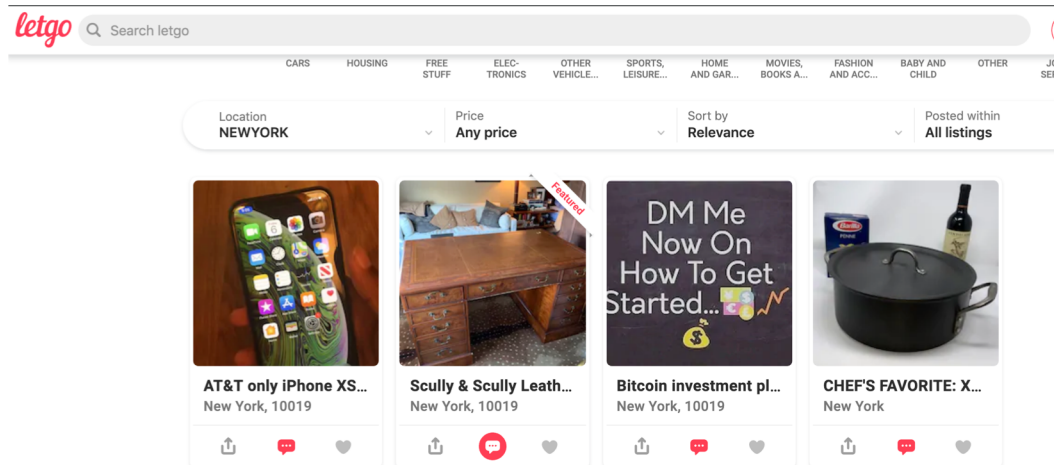 letgo
Search letgo
CARS
HOUSING
FREE
STUFF
ELEC-
TRONICS
OTHER
VEHICLE...
SPORTS,
LEISURE...
HOME
AND GAR...
MOVIES,
BOOKS A...
FASHION
AND ACC...
BABY AND
CHILD
OTHER
Location
NEWYORK
Price
Any price
Sort by
Relevance
Posted within
All listings
Featured
DM Me
Now On
How To Get
Started...
Barilla
PENNE
AT&T only iPhone XS...
New York, 10019
Scully & Scully Leath...
New York, 10019
Bitcoin investment pl...
New York, 10019
CHEF'S FAVORITE: X...
New York